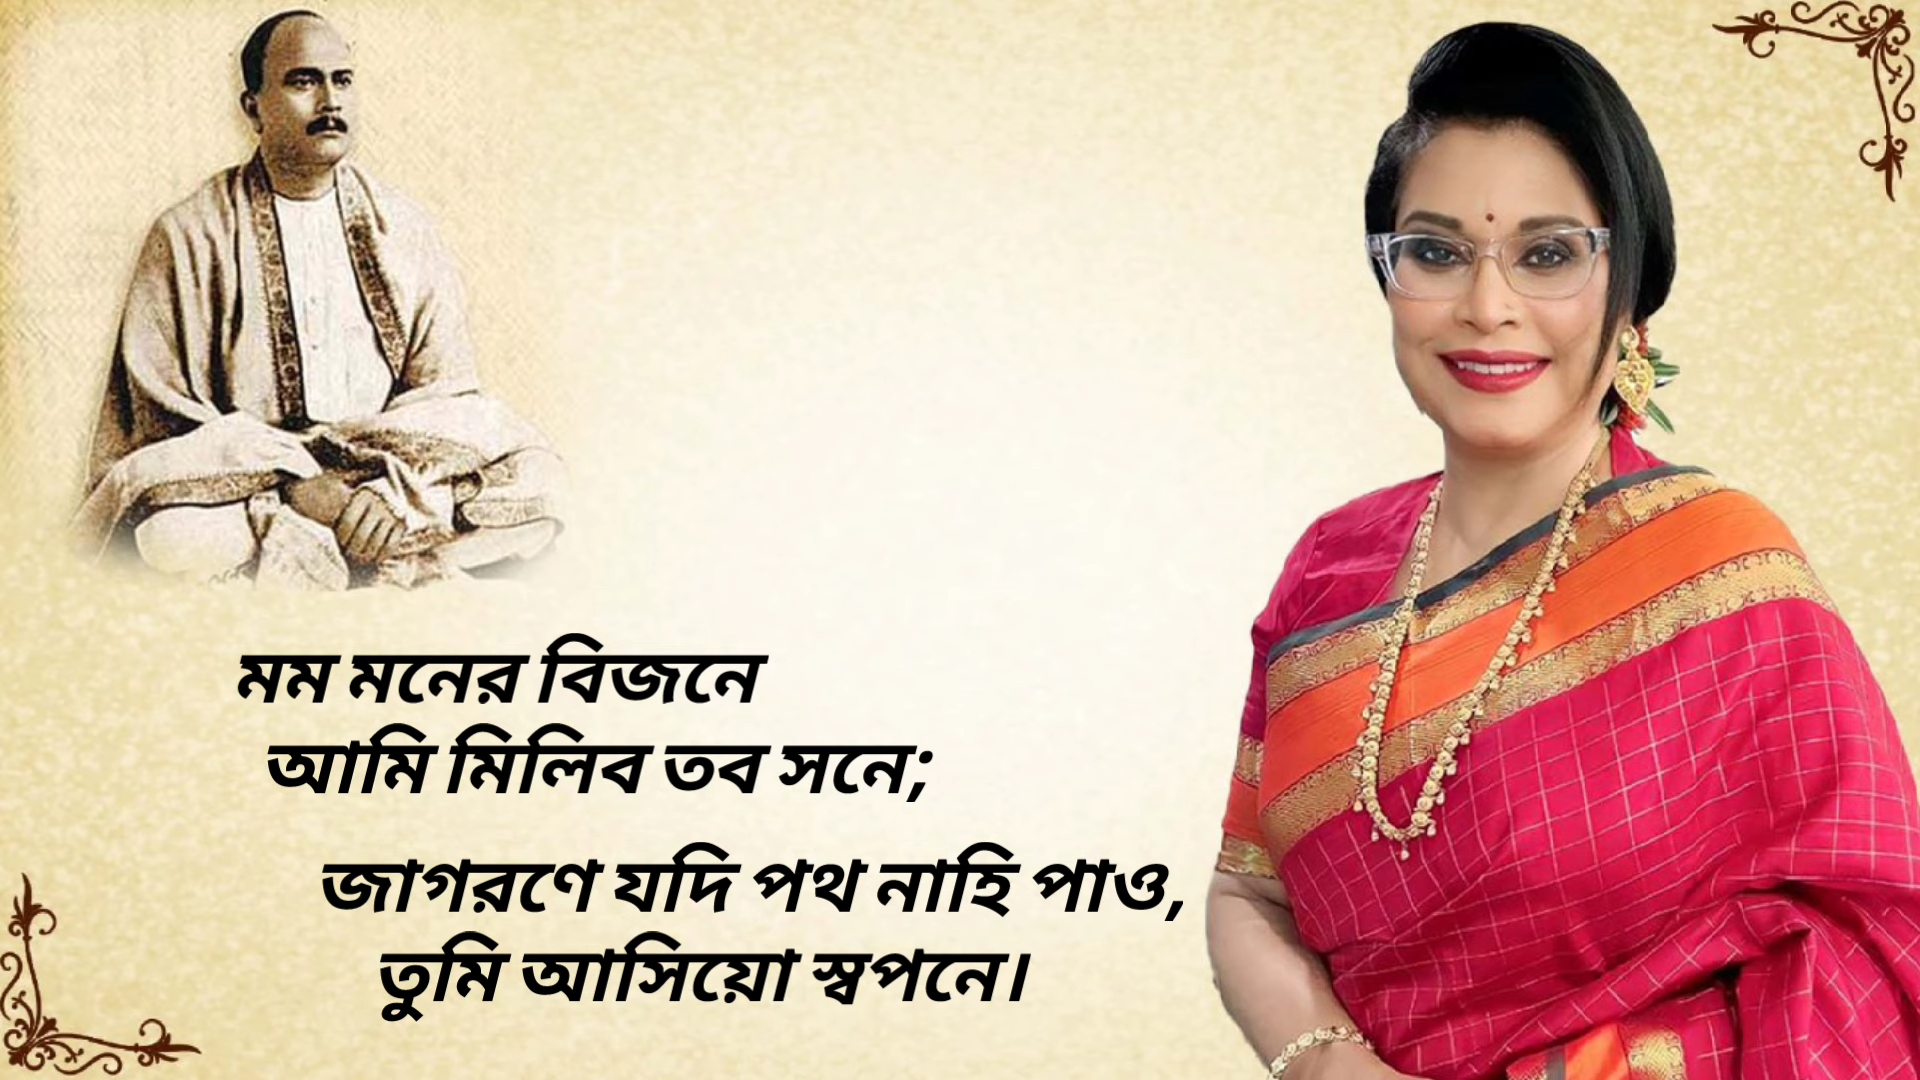 মম মনের বিজনে
আমি মিলিব তব সনে;
জাগরণে যদি পথ নাহি পাও,
তুমি আসিয়ো স্বপনে।